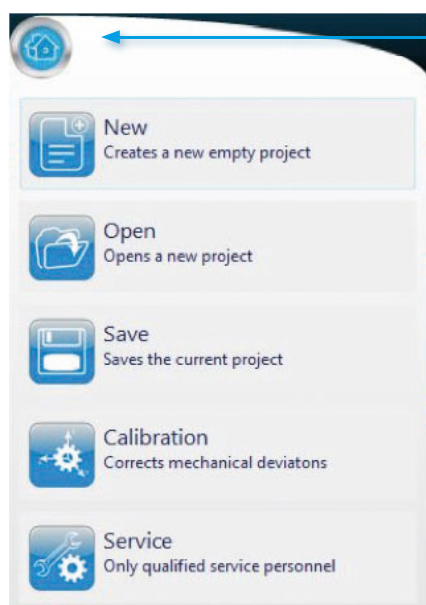 New
Creates a new empty project
Open
Opens a new project
Save
Saves the current project
Calibration
Corrects mechanical deviatons
Service
Only qualified service personnel